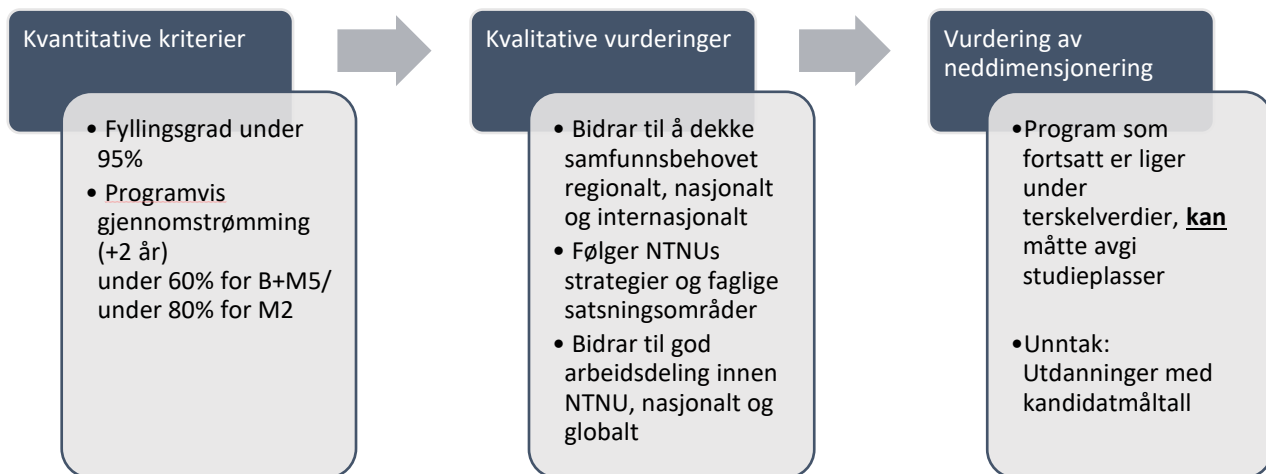 Kvantitative kriterier
• Fyllingsgrad under
95%
• Programvis
gjennomstrømming
(+2 år)
under 60% for B+M5/
under 80% for M2
Kvalitative vurderinger
• Bidrar til å dekke
samfunnsbehovet
regionalt, nasjonalt
og internasjonalt
• Følger NTNUs
strategier og faglige
satsningsområder
• Bidrar til god
arbeidsdeling innen
NTNU, nasjonalt og
globalt
Vurdering av
neddimensjonering
•Program som
fortsatt er liger
under
terskelverdier, kan
måtte avgi
studieplasser
•Unntak:
Utdanninger med
kandidatmåltall